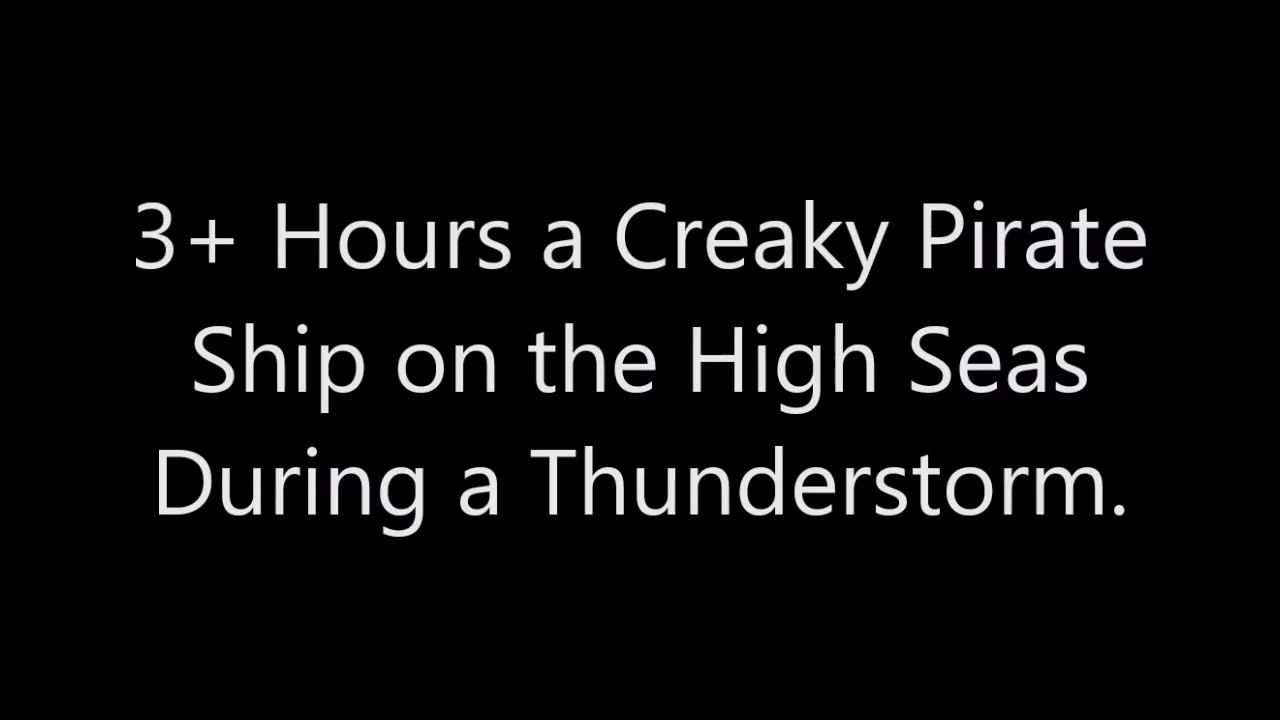 3+ Hours a Creaky Pirate
Ship on the High Seas
During a Thunderstorm.